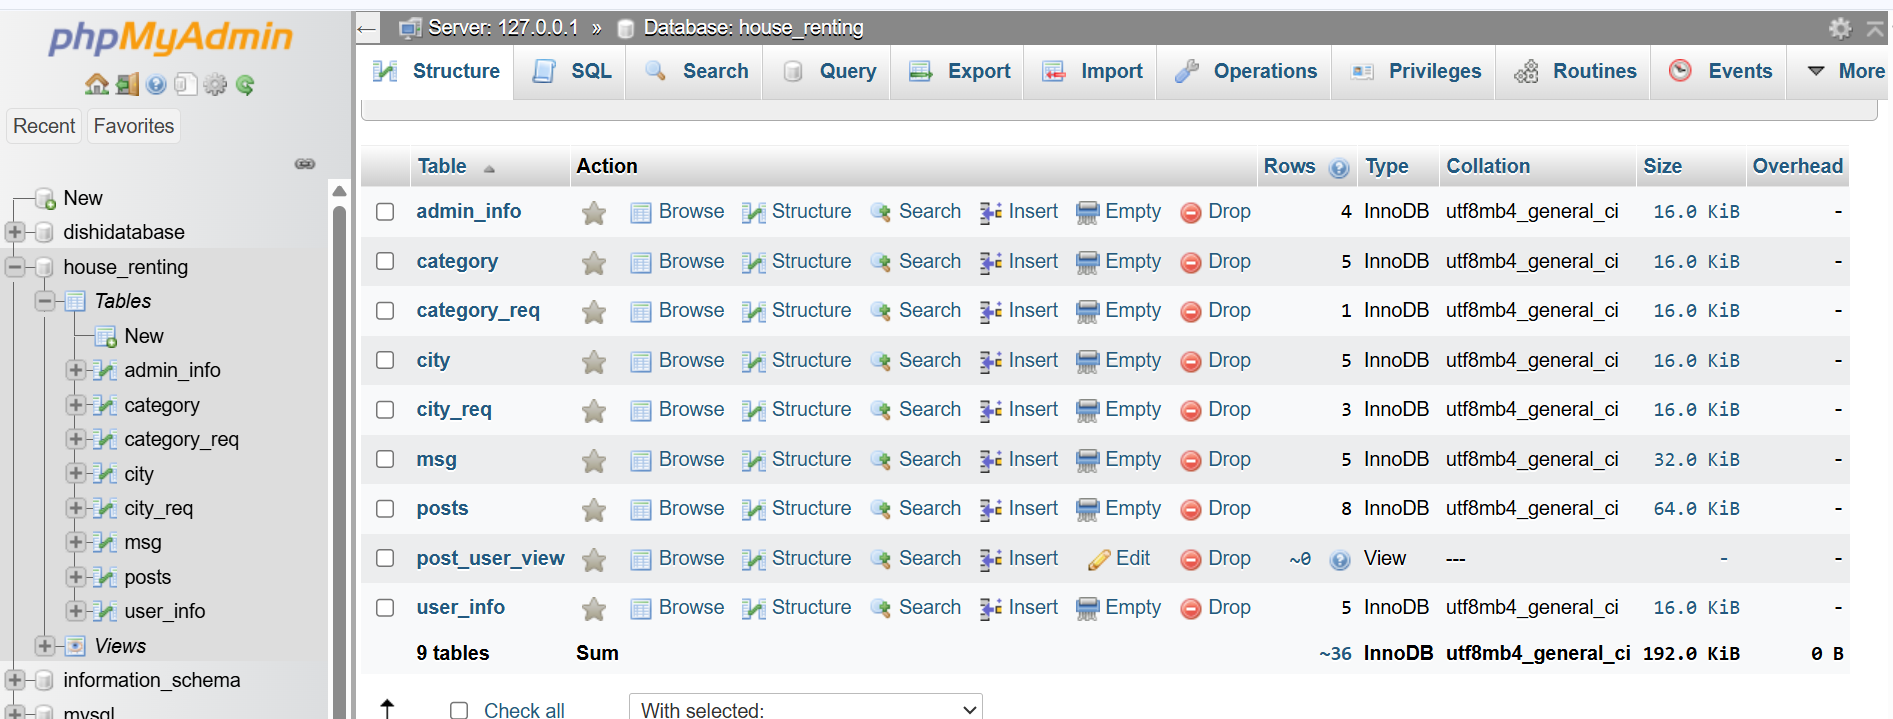 phpMyAdmin
Recent Favorites
New
dishidatabase
house_renting
Tables
New
admin_info
category
category_req
city
city_req
msg
posts
user_info
Views
information_schema
mysql
Server: 127.0.0.1 » Database: house_renting
Structure SQL Search Query Export Import Operations Privileges Routines Events More
Table Action Rows Type Collation Size Overhead
admin_info Browse Structure Search Insert Empty Drop 4 InnoDB utf8mb4_general_ci 16.0 KiB -
category Browse Structure Search Insert Empty Drop 5 InnoDB utf8mb4_general_ci 16.0 KiB -
category_req Browse Structure Search Insert Empty Drop 1 InnoDB utf8mb4_general_ci 16.0 KiB -
city Browse Structure Search Insert Empty Drop 5 InnoDB utf8mb4_general_ci 16.0 KiB -
city_req Browse Structure Search Insert Empty Drop 3 InnoDB utf8mb4_general_ci 16.0 KiB -
msg Browse Structure Search Insert Empty Drop 5 InnoDB utf8mb4_general_ci 32.0 KiB -
posts Browse Structure Search Insert Empty Drop 8 InnoDB utf8mb4_general_ci 64.0 KiB -
post_user_view Browse Structure Search Insert Edit Drop ~0 View --- - -
user_info Browse Structure Search Insert Empty Drop 5 InnoDB utf8mb4_general_ci 16.0 KiB -
9 tables Sum ~36 InnoDB utf8mb4_general_ci 192.0 KiB 0 B
Check all With selected: